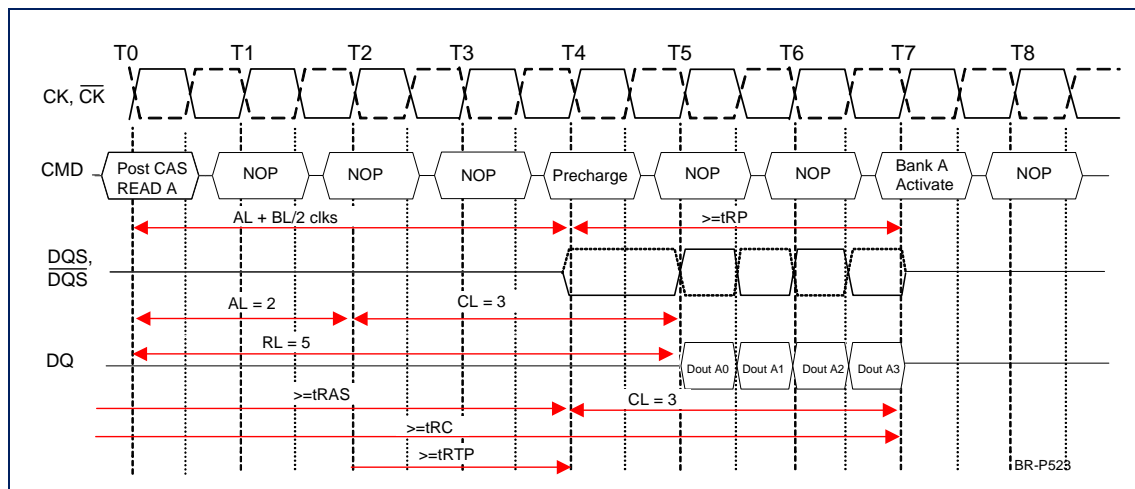 T0 T1 T2 T3 T4 T5 T6 T7 T8
CK, CK
CMD
Post CAS
READ A
NOP
NOP
NOP
Precharge
NOP
NOP
Bank A
Activate
NOP
AL + BL/2 clks
>=tRP
DQS,
DQS
AL = 2
CL = 3
RL = 5
DQ
Dout A0
Dout A1
Dout A2
Dout A3
>=tRAS
CL = 3
>=tRC
>=tRTP
BR-P523